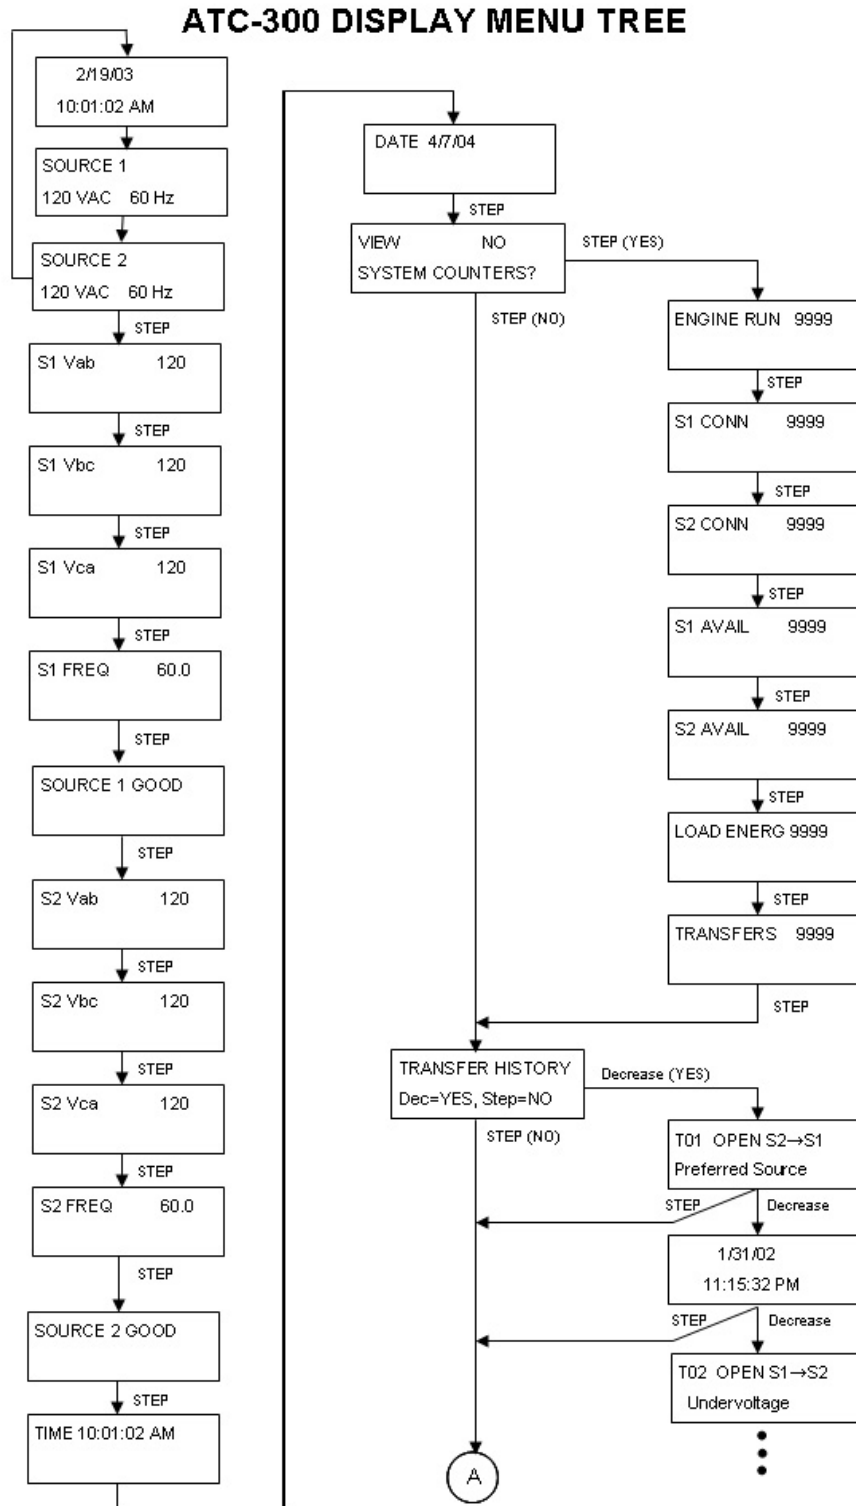 ATC-300 DISPLAY MENU TREE
2/19/03
10:01:02 AM
SOURCE 1
120 VAC 60 Hz
SOURCE 2
120 VAC 60 Hz
STEP
S1 Vab 120
STEP
S1 Vbc 120
STEP
S1 Vca 120
STEP
S1 FREQ 60.0
STEP
SOURCE 1 GOOD
STEP
S2 Vab 120
STEP
S2 Vbc 120
STEP
S2 Vca 120
STEP
S2 FREQ 60.0
STEP
SOURCE 2 GOOD
STEP
TIME 10:01:02 AM
DATE 4/7/04
STEP
VIEW NO
SYSTEM COUNTERS?
STEP (YES)
STEP (NO)
ENGINE RUN 9999
STEP
S1 CONN 9999
STEP
S2 CONN 9999
STEP
S1 AVAIL 9999
STEP
S2 AVAIL 9999
STEP
LOAD ENERG 9999
STEP
TRANSFERS 9999
STEP
TRANSFER HISTORY
Dec=YES, Step=NO
Decrease (YES)
STEP (NO)
T01 OPEN S2→S1
Preferred Source
STEP
Decrease
1/31/02
11:15:32 PM
STEP
Decrease
T02 OPEN S1→S2
Undervoltage
A